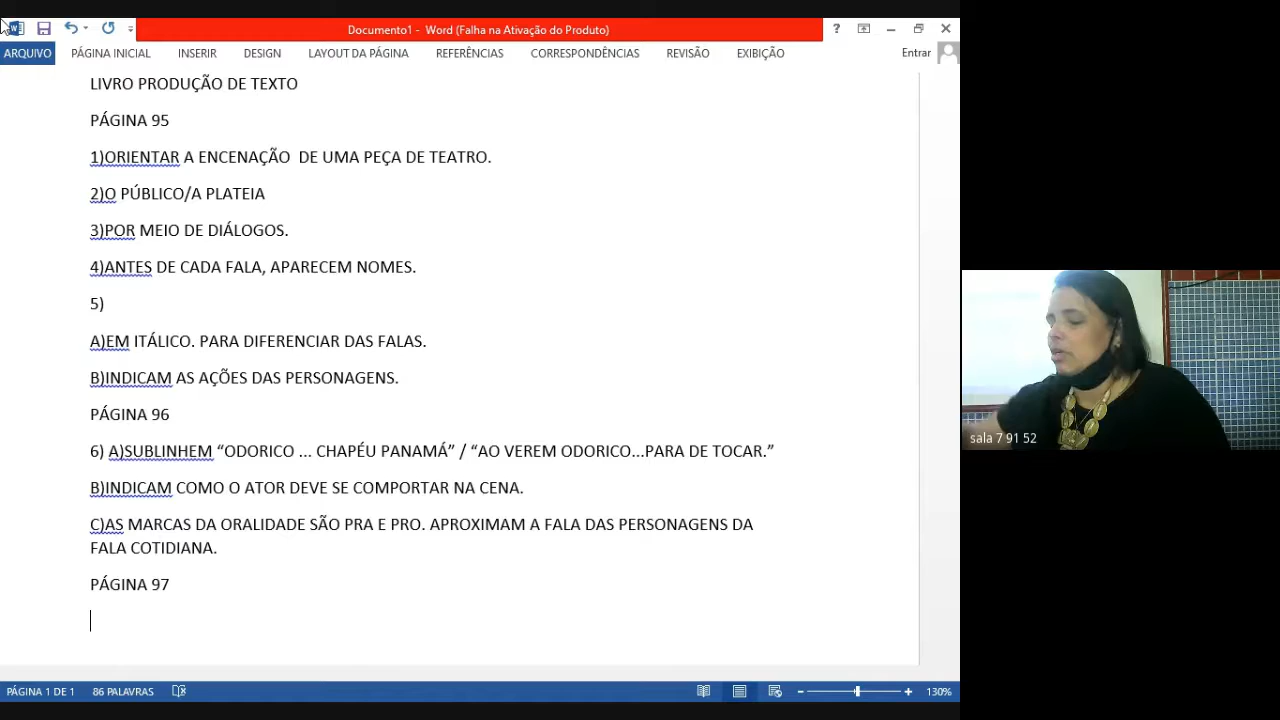 Documento1 - Word (Falha na Ativação do Produto)
ARQUIVO PÁGINA INICIAL INSERIR DESIGN LAYOUT DA PÁGINA REFERÊNCIAS CORRESPONDÊNCIAS REVISÃO EXIBIÇÃO Entrar
LIVRO PRODUÇÃO DE TEXTO
PÁGINA 95
1)ORIENTAR A ENCENAÇÃO DE UMA PEÇA DE TEATRO.
2)O PÚBLICO/A PLATEIA
3)POR MEIO DE DIÁLOGOS.
4)ANTES DE CADA FALA, APARECEM NOMES.
5)
A)EM ITÁLICO. PARA DIFERENCIAR DAS FALAS.
B)INDICAM AS AÇÕES DAS PERSONAGENS.
PÁGINA 96
6) A)SUBLINHEM “ODORICO ... CHAPÉU PANAMÁ” / “AO VEREM ODORICO...PARA DE TOCAR.”
B)INDICAM COMO O ATOR DEVE SE COMPORTAR NA CENA.
C)AS MARCAS DA ORALIDADE SÃO PRA E PRO. APROXIMAM A FALA DAS PERSONAGENS DA
FALA COTIDIANA.
PÁGINA 97
sala 7 91 52
PÁGINA 1 DE 1 86 PALAVRAS 130%